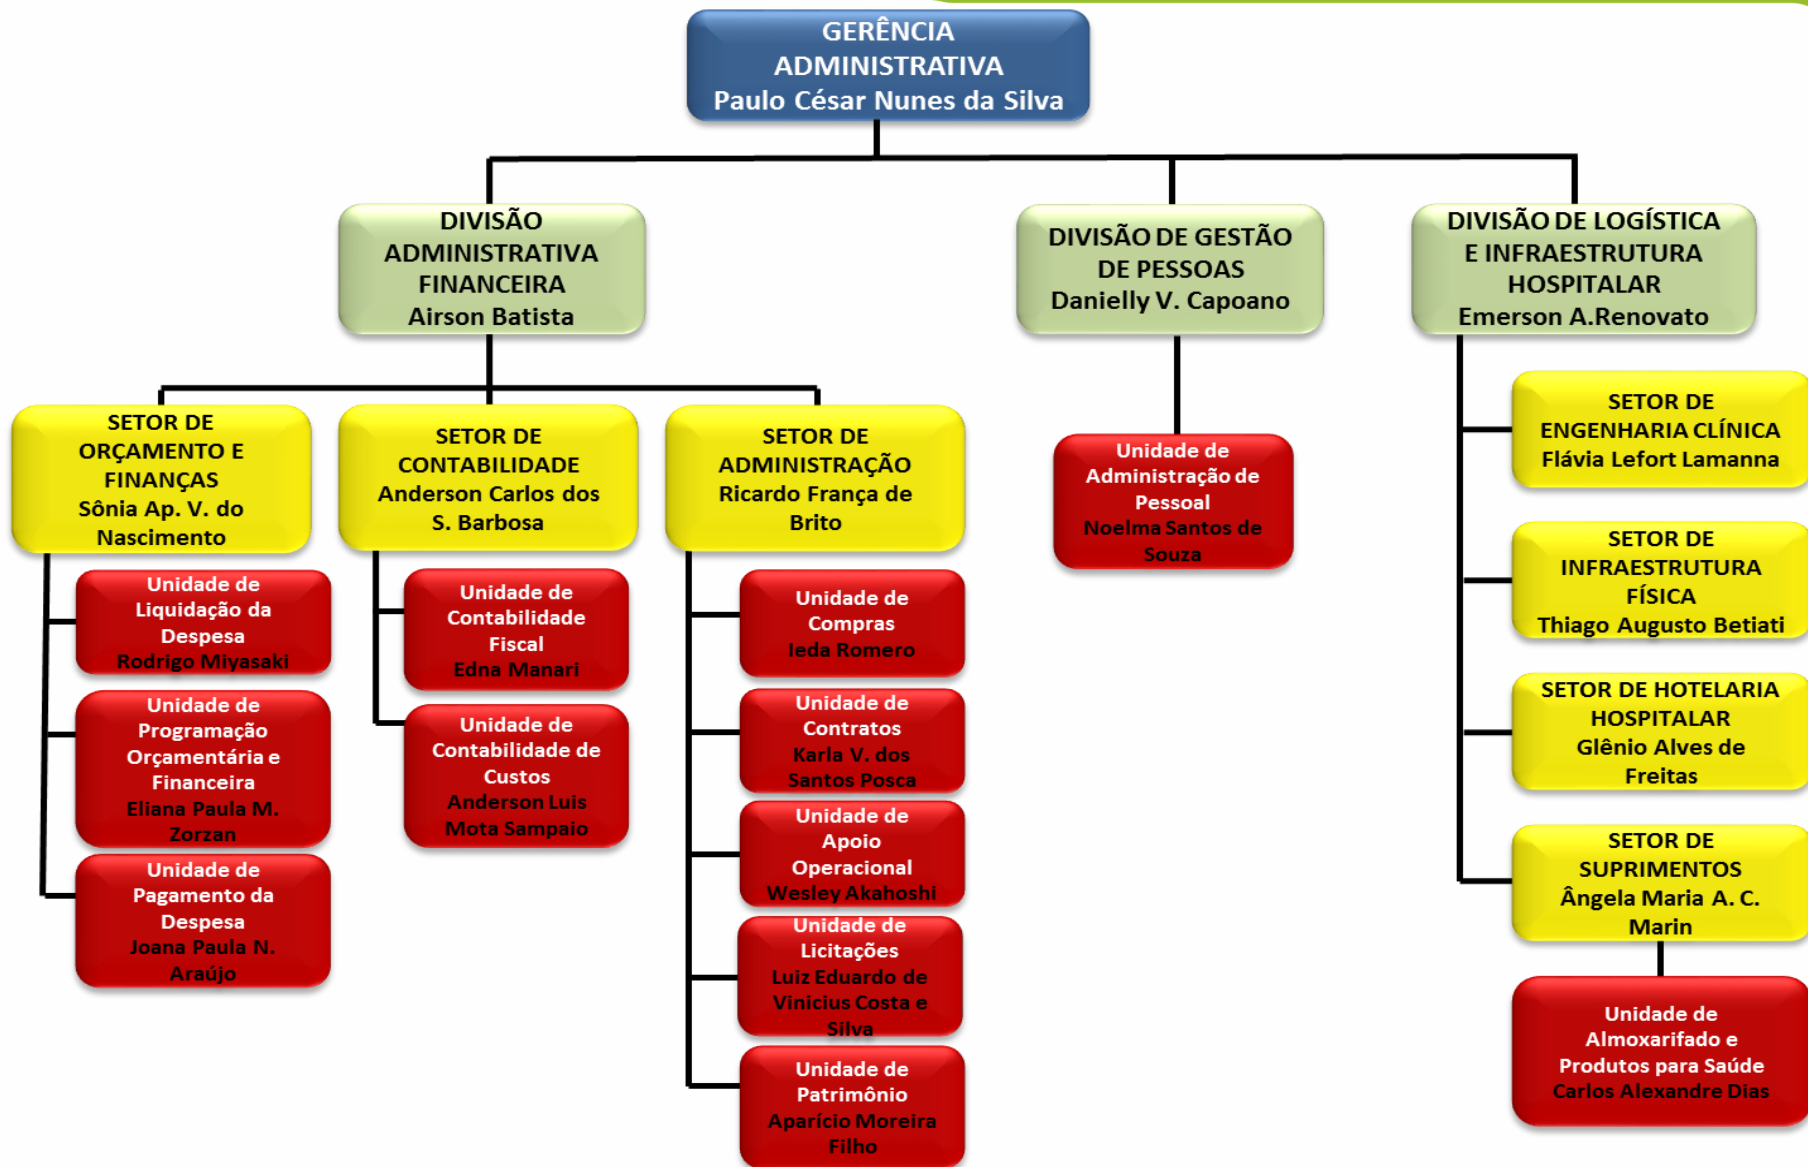 GERÊNCIA
ADMINISTRATIVA
Paulo César Nunes da Silva
DIVISÃO
ADMINISTRATIVA
FINANCEIRA
Airson Batista
DIVISÃO DE GESTÃO
DE PESSOAS
Danielly V. Capoano
DIVISÃO DE LOGÍSTICA
E INFRAESTRUTURA
HOSPITALAR
Emerson A.Renovato
SETOR DE
ORÇAMENTO E
FINANÇAS
Sônia Ap. V. do
Nascimento
Unidade de
Liquidação da
Despesa
Rodrigo Miyasaki
Unidade de
Programação
Orçamentária e
Financeira
Eliana Paula M.
Zorzan
Unidade de
Pagamento da
Despesa
Joana Paula N.
Araújo
SETOR DE
CONTABILIDADE
Anderson Carlos dos
S. Barbosa
Unidade de
Contabilidade
Fiscal
Edna Manari
Unidade de
Contabilidade de
Custos
Anderson Luis
Mota Sampaio
SETOR DE
ADMINISTRAÇÃO
Ricardo França de
Brito
Unidade de
Compras
Ieda Romero
Unidade de
Contratos
Karla V. dos
Santos Posca
Unidade de
Apoio
Operacional
Wesley Akahoshi
Unidade de
Licitações
Luiz Eduardo de
Vinicius Costa e
Silva
Unidade de
Patrimônio
Aparício Moreira
Filho
Unidade de
Administração de
Pessoal
Noelma Santos de
Souza
SETOR DE
ENGENHARIA CLÍNICA
Flávia Lefort Lamanna
SETOR DE
INFRAESTRUTURA
FÍSICA
Thiago Augusto Betiati
SETOR DE HOTELARIA
HOSPITALAR
Glênio Alves de
Freitas
SETOR DE
SUPRIMENTOS
Ângela Maria A. C.
Marin
Unidade de
Almoxarifado e
Produtos para Saúde
Carlos Alexandre Dias